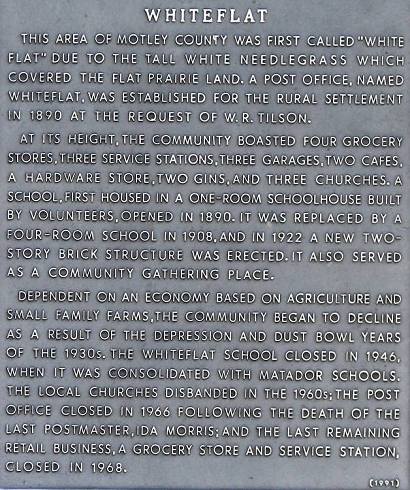 WHITEFLAT
THIS AREA OF MOTLEY COUNTY WAS FIRST CALLED "WHITE
FLAT" DUE TO THE TALL WHITE NEEDLEGRASS WHICH
COVERED THE FLAT PRAIRIE LAND. A POST OFFICE, NAMED
WHITEFLAT, WAS ESTABLISHED FOR THE RURAL SETTLEMENT
IN 1890 AT THE REQUEST OF W. R. TILSON.
AT ITS HEIGHT, THE COMMUNITY BOASTED FOUR GROCERY
STORES, THREE SERVICE STATIONS, THREE GARAGES, TWO CAFES,
A HARDWARE STORE, TWO GINS, AND THREE CHURCHES. A
SCHOOL, FIRST HOUSED IN A ONE-ROOM SCHOOLHOUSE BUILT
BY VOLUNTEERS, OPENED IN 1890. IT WAS REPLACED BY A
FOUR-ROOM SCHOOL IN 1908, AND IN 1922 A NEW TWO-
STORY BRICK STRUCTURE WAS ERECTED. IT ALSO SERVED
AS A COMMUNITY GATHERING PLACE.
DEPENDENT ON AN ECONOMY BASED ON AGRICULTURE AND
SMALL FAMILY FARMS, THE COMMUNITY BEGAN TO DECLINE
AS A RESULT OF THE DEPRESSION AND DUST BOWL YEARS
OF THE 1930s. THE WHITEFLAT SCHOOL CLOSED IN 1946,
WHEN IT WAS CONSOLIDATED WITH MATADOR SCHOOLS.
THE LOCAL CHURCHES DISBANDED IN THE 1960s; THE POST
OFFICE CLOSED IN 1966 FOLLOWING THE DEATH OF THE
LAST POSTMASTER, IDA MORRIS; AND THE LAST REMAINING
RETAIL BUSINESS, A GROCERY STORE AND SERVICE STATION,
CLOSED IN 1968.
(1991)